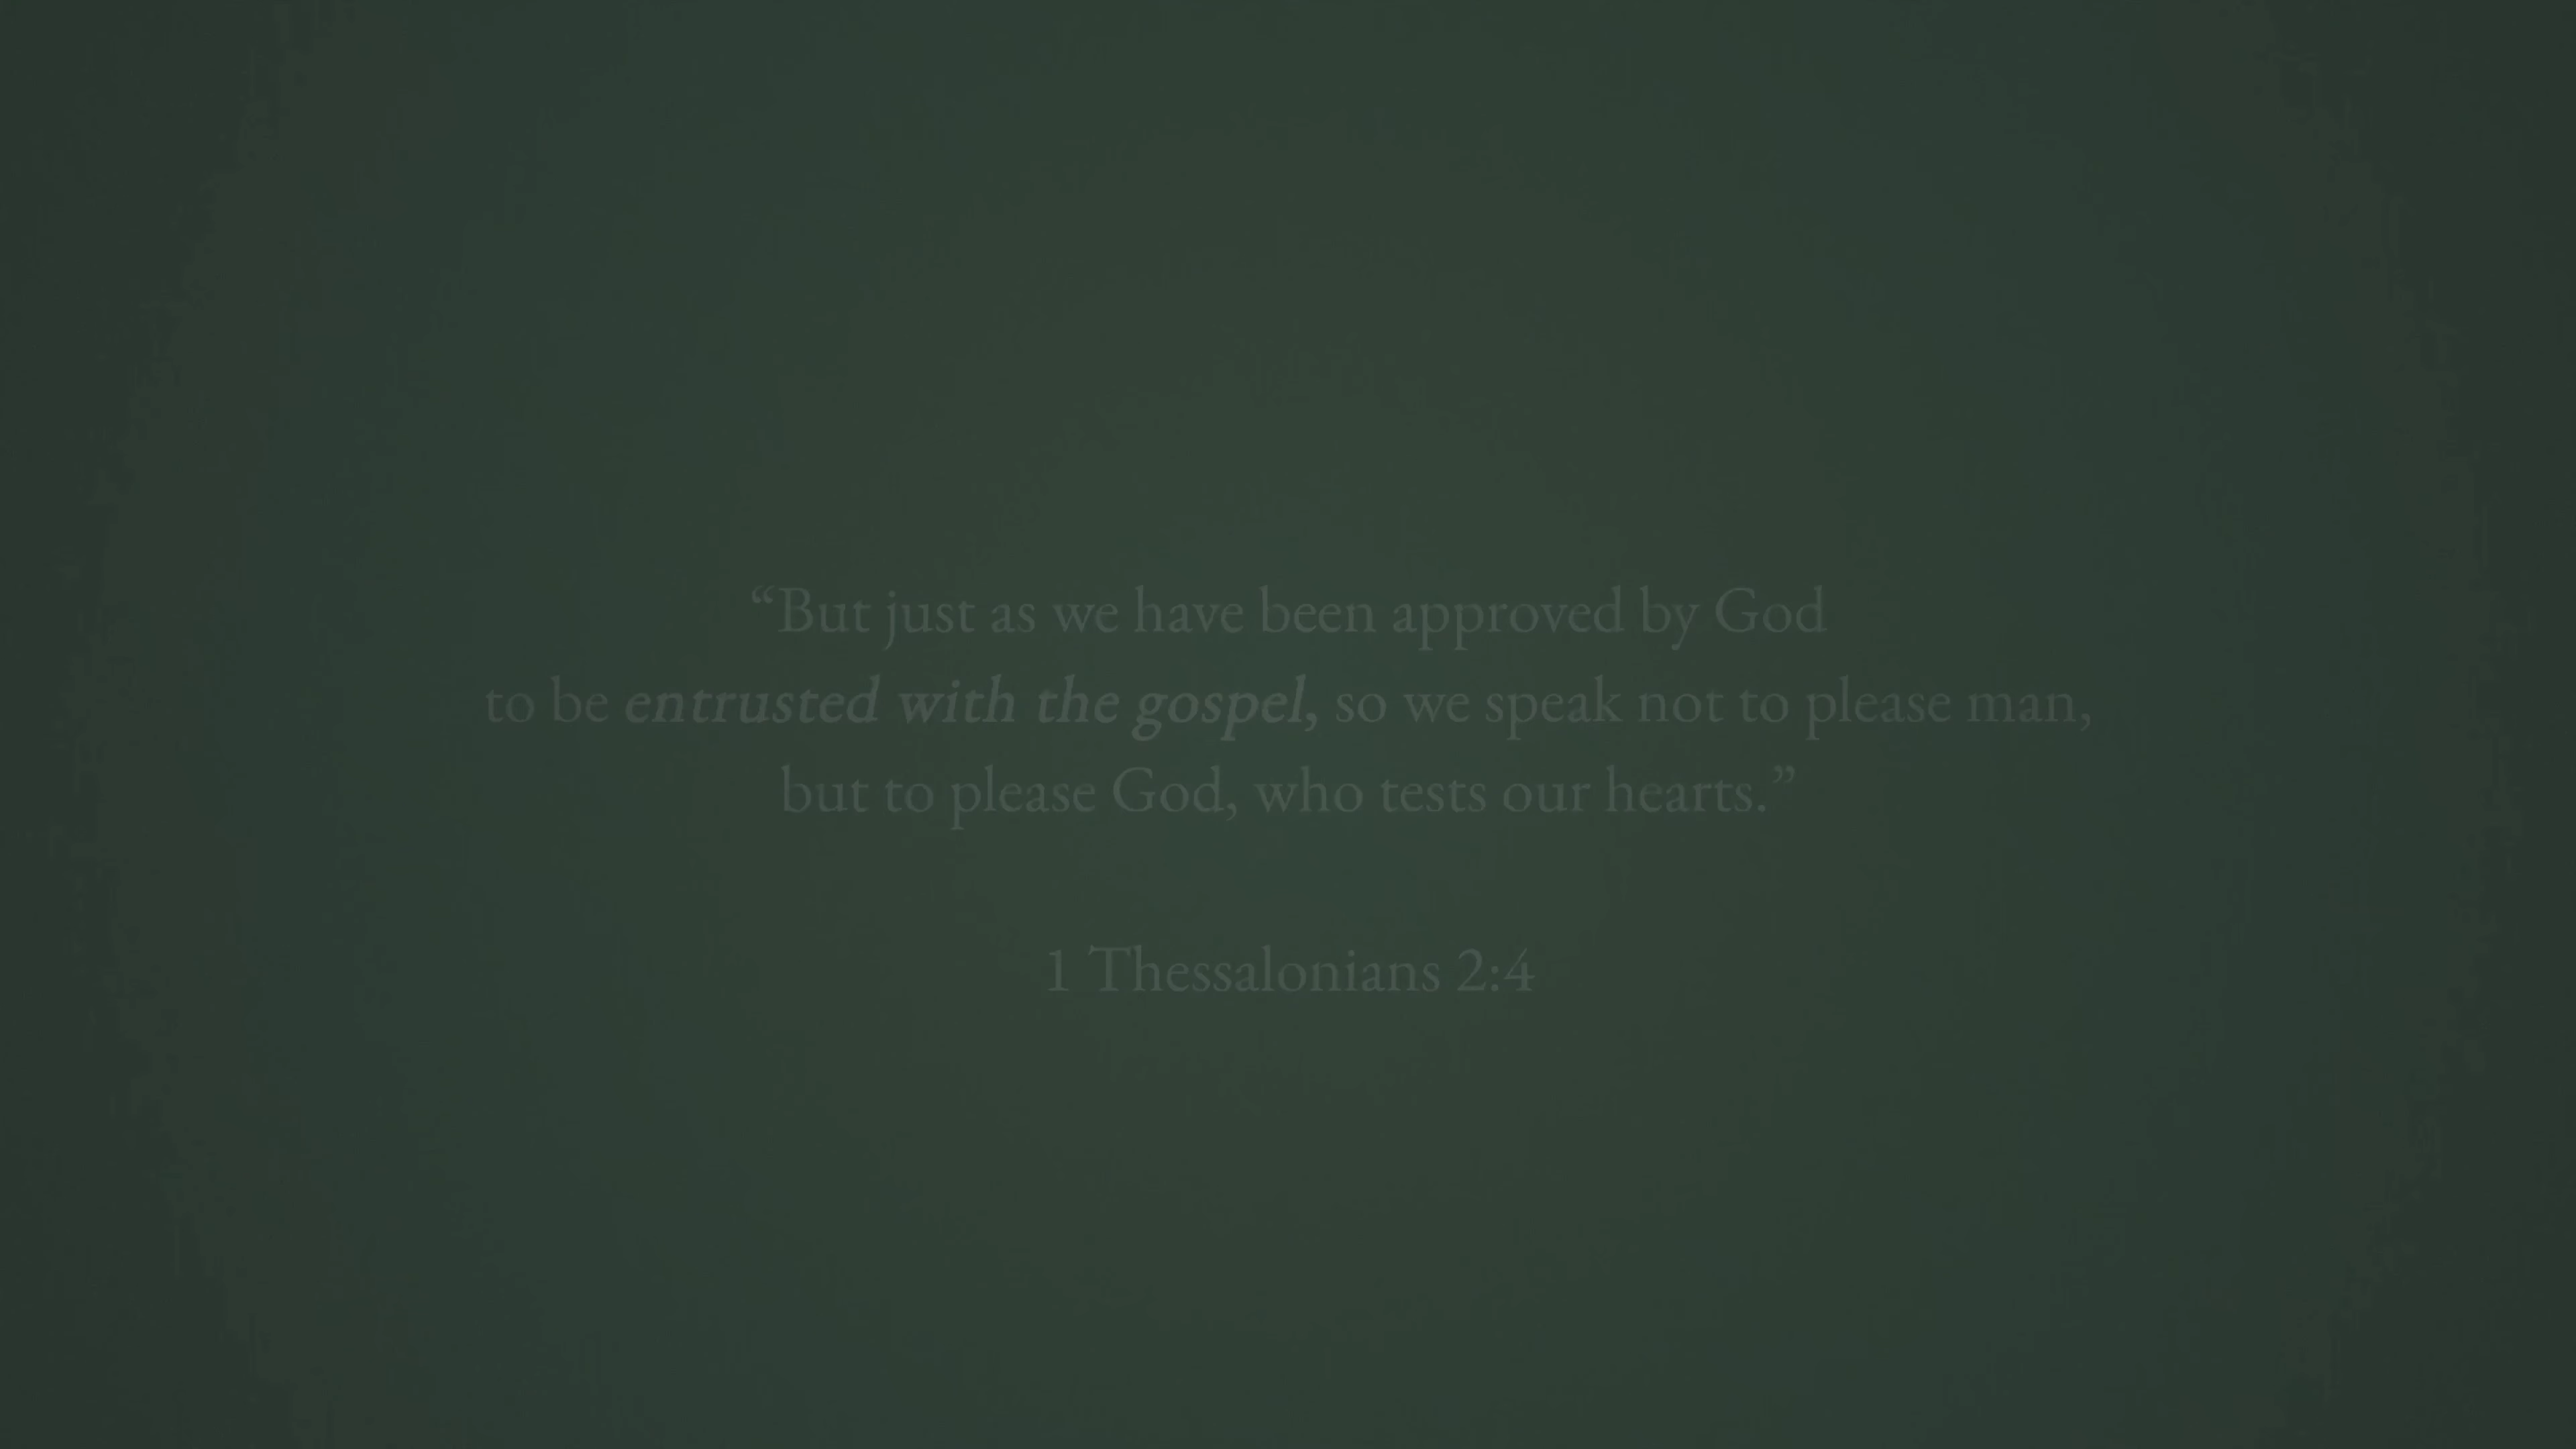 “But just as we have been approved by God
to be entrusted with the gospel, so we speak not to please man,
but to please God, who tests our hearts.”
1 Thessalonians 2:4